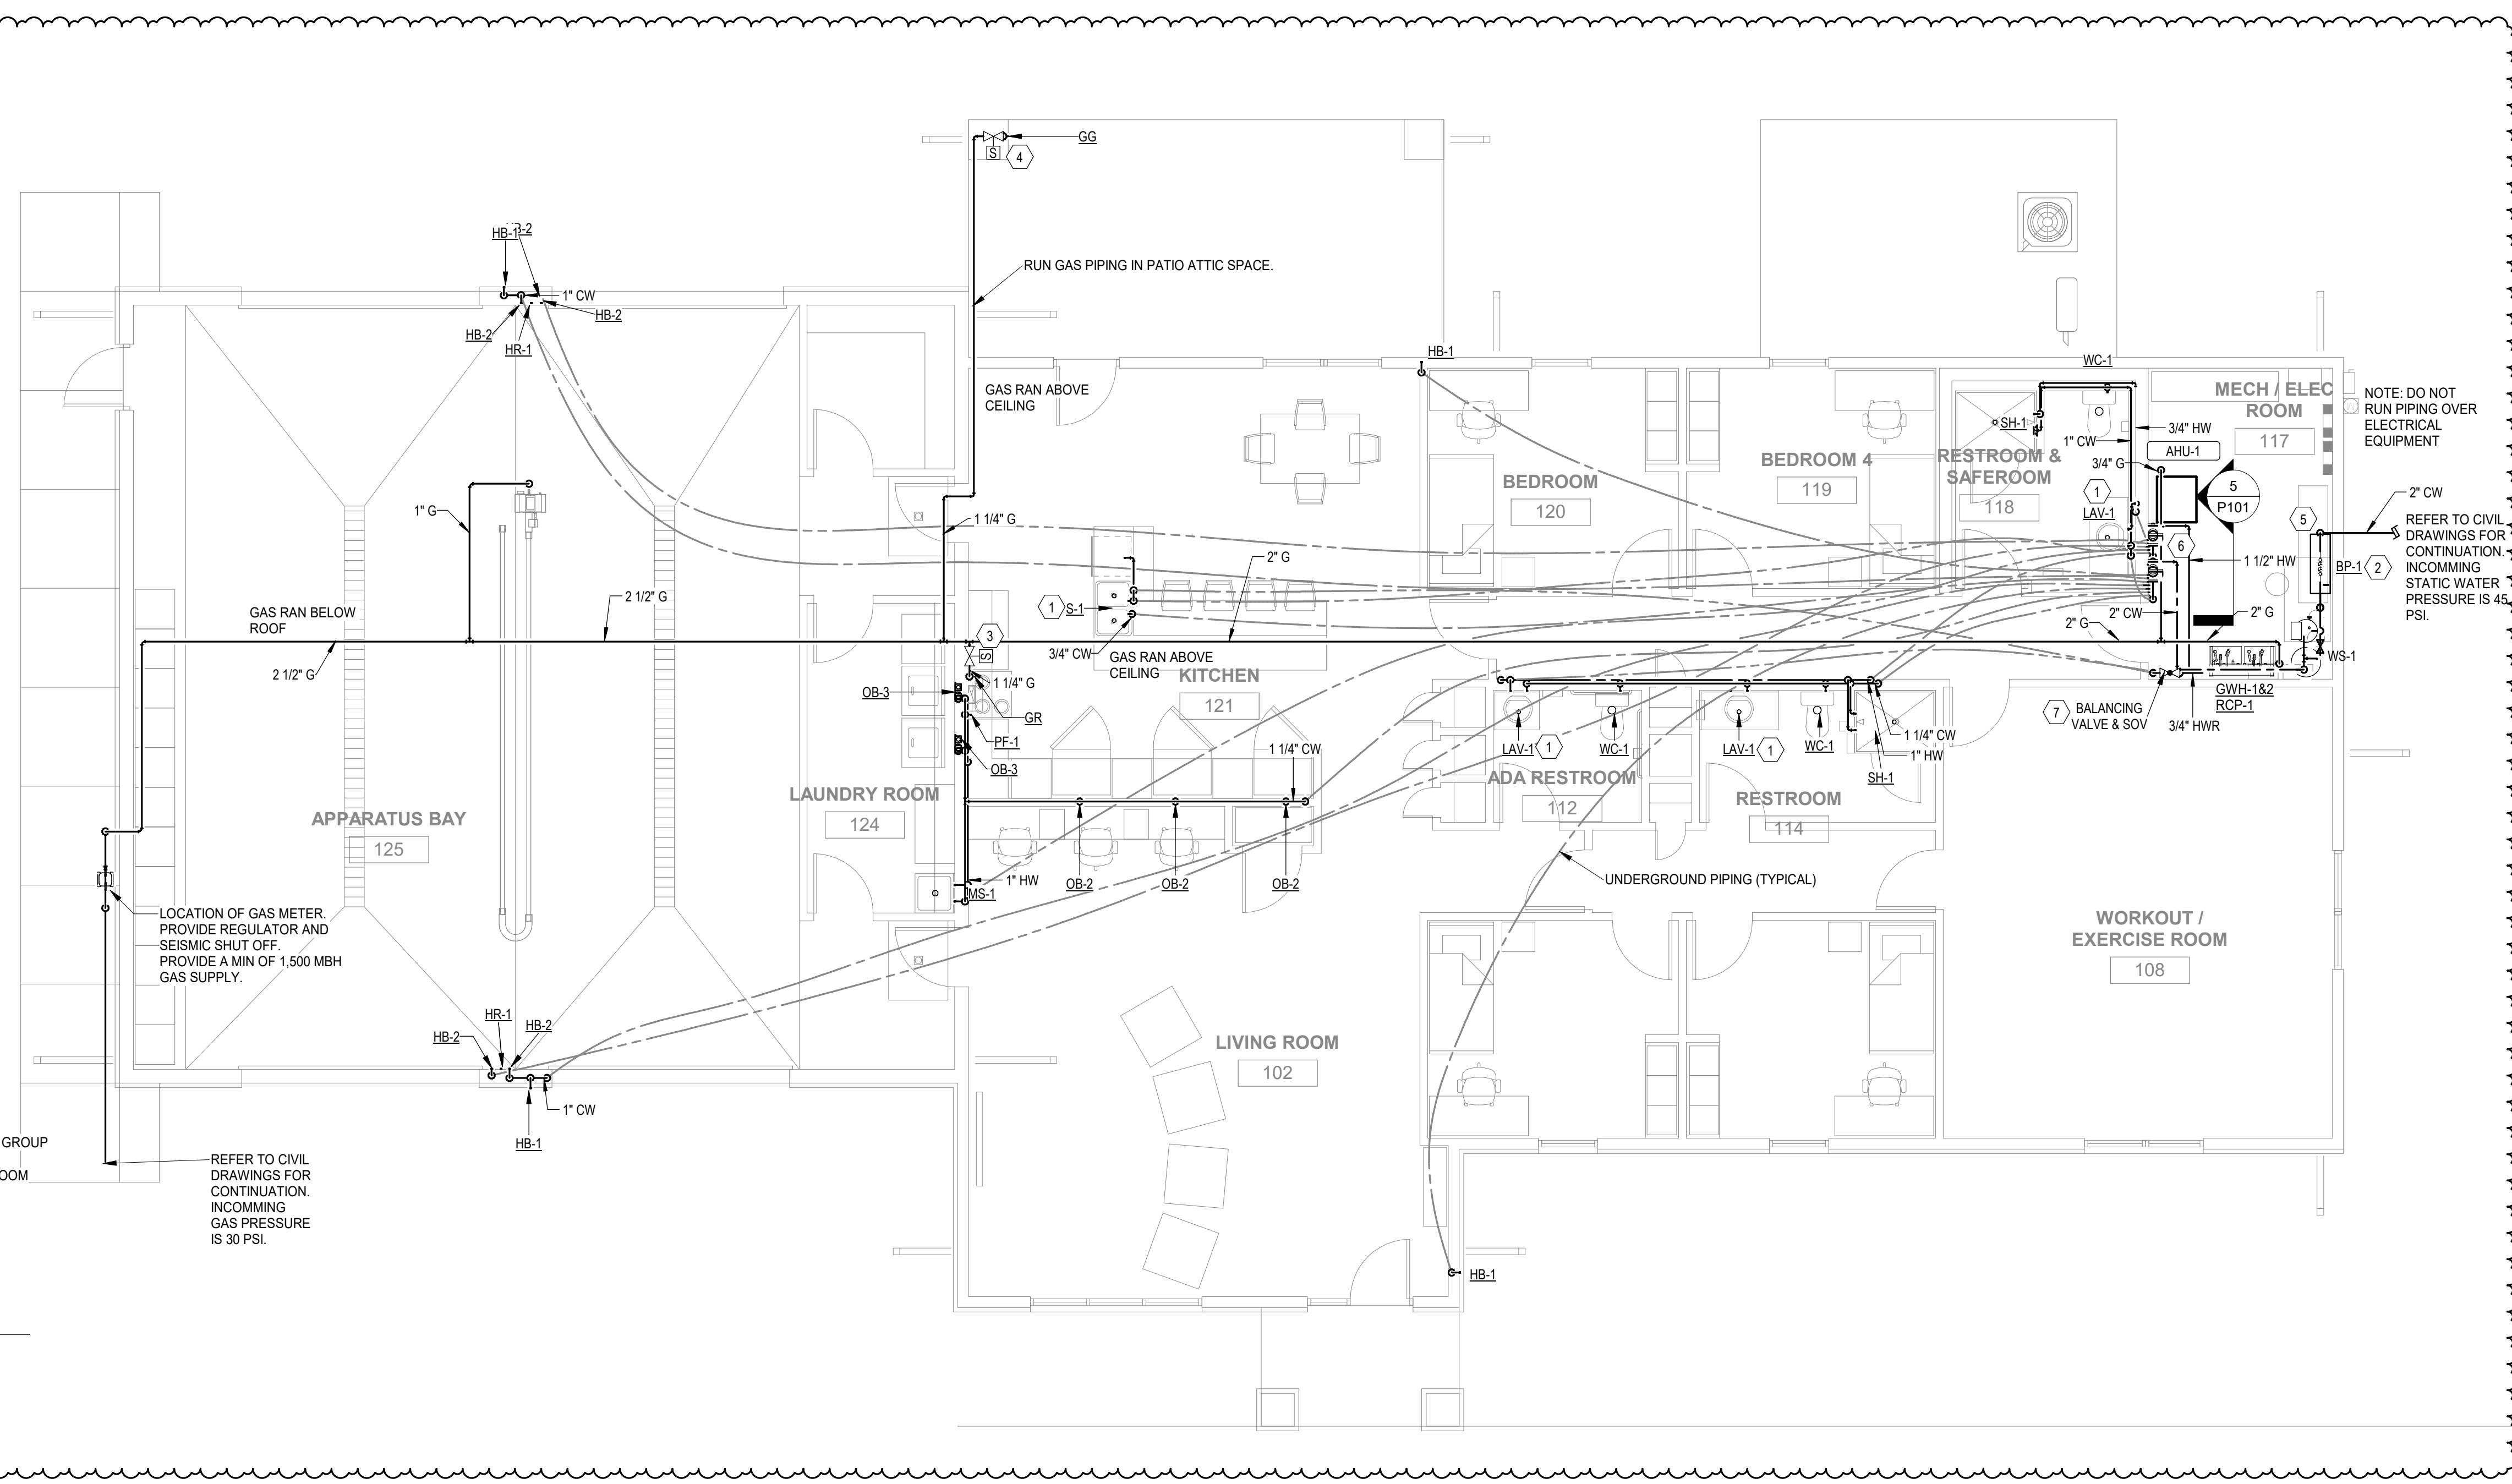 GG
S
4
HB-1
B-2
1" CW
HB-2
HB-2
HR-1
RUN GAS PIPING IN PATIO ATTIC SPACE.
GAS RAN ABOVE
CEILING
HB-1
WC-1
MECH / ELEC
ROOM
117
NOTE: DO NOT
RUN PIPING OVER
ELECTRICAL
EQUIPMENT
SH-1
3/4" HW
1" CW
AHU-1
3/4" G
BEDROOM
120
BEDROOM 4
119
RESTROOM &
SAFEROOM
118
1
LAV-1
5
P101
5
6
2" CW
REFER TO CIVIL
DRAWINGS FOR
CONTINUATION.
INCOMMING
STATIC WATER
PRESSURE IS 45
PSI.
1 1/2" HW
BP-1
2
2" CW
2" G
2" G
WS-1
GWH-1&2
RCP-1
7
BALANCING
VALVE & SOV
3/4" HWR
1" G
1 1/4" G
2" G
GAS RAN BELOW
ROOF
2 1/2" G
2 1/2" G
1
S-1
3/4" CW
GAS RAN ABOVE
CEILING
3
S
1 1/4" G
OB-3
GR
PF-1
OB-3
KITCHEN
121
1 1/4" CW
LAV-1
1
WC-1
LAV-1
1
WC-1
1 1/4" CW
1" HW
SH-1
ADA RESTROOM
112
RESTROOM
114
APPARATUS BAY
125
LAUNDRY ROOM
124
1" HW
MS-1
OB-2
OB-2
OB-2
UNDERGROUND PIPING (TYPICAL)
LOCATION OF GAS METER.
PROVIDE REGULATOR AND
SEISMIC SHUT OFF.
PROVIDE A MIN OF 1,500 MBH
GAS SUPPLY.
WORKOUT /
EXERCISE ROOM
108
HR-1
HB-2
HB-2
1" CW
HB-1
LIVING ROOM
102
GROUP
OOM
REFER TO CIVIL
DRAWINGS FOR
CONTINUATION.
INCOMMING
GAS PRESSURE
IS 30 PSI.
HB-1